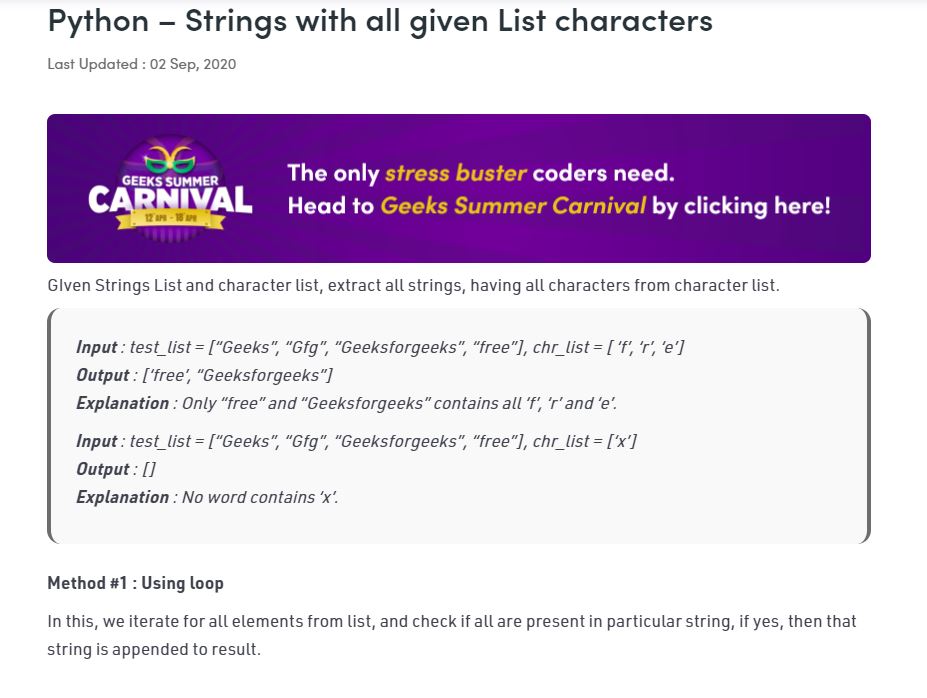 Python – Strings with all given List characters
Last Updated : 02 Sep, 2020
GEEKS SUMMER
CARNIVAL
12th APR - 18th APR
The only stress buster coders need.
Head to Geeks Summer Carnival by clicking here!
GIven Strings List and character list, extract all strings, having all characters from character list.
Input : test_list = [“Geeks”, “Gfg”, “Geeksforgeeks”, “free”], chr_list = [ ‘f’, ‘r’, ‘e’]
Output : [‘free’, “Geeksforgeeks”]
Explanation : Only “free” and “Geeksforgeeks” contains all ‘f’, ‘r’ and ‘e’.
Input : test_list = [“Geeks”, “Gfg”, “Geeksforgeeks”, “free”], chr_list = [‘x’]
Output : []
Explanation : No word contains ‘x’.
Method #1 : Using loop
In this, we iterate for all elements from list, and check if all are present in particular string, if yes, then that
string is appended to result.